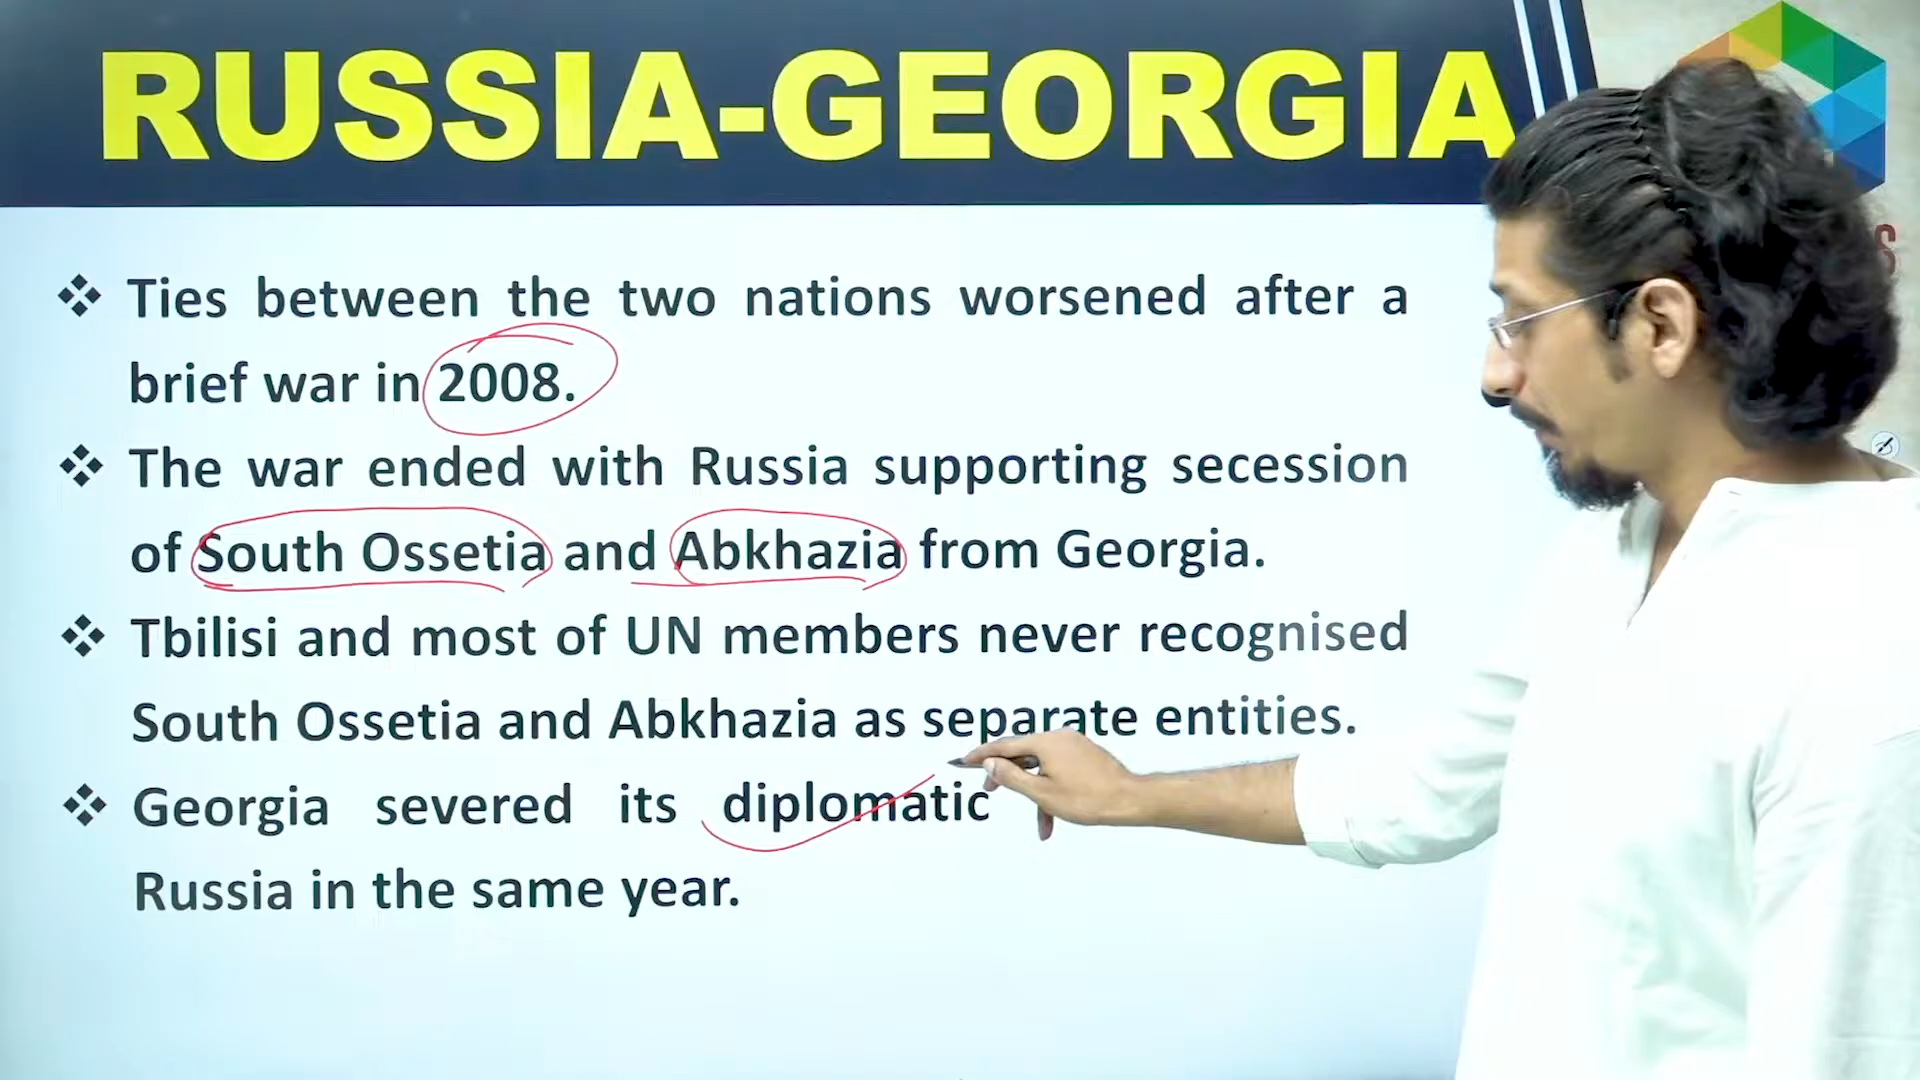 RUSSIA-GEORGIA
❖ Ties between the two nations worsened after a
brief war in 2008.
❖ The war ended with Russia supporting secession
of South Ossetia and Abkhazia from Georgia.
❖ Tbilisi and most of UN members never recognised
South Ossetia and Abkhazia as separate entities.
❖ Georgia severed its diplomatic
Russia in the same year.